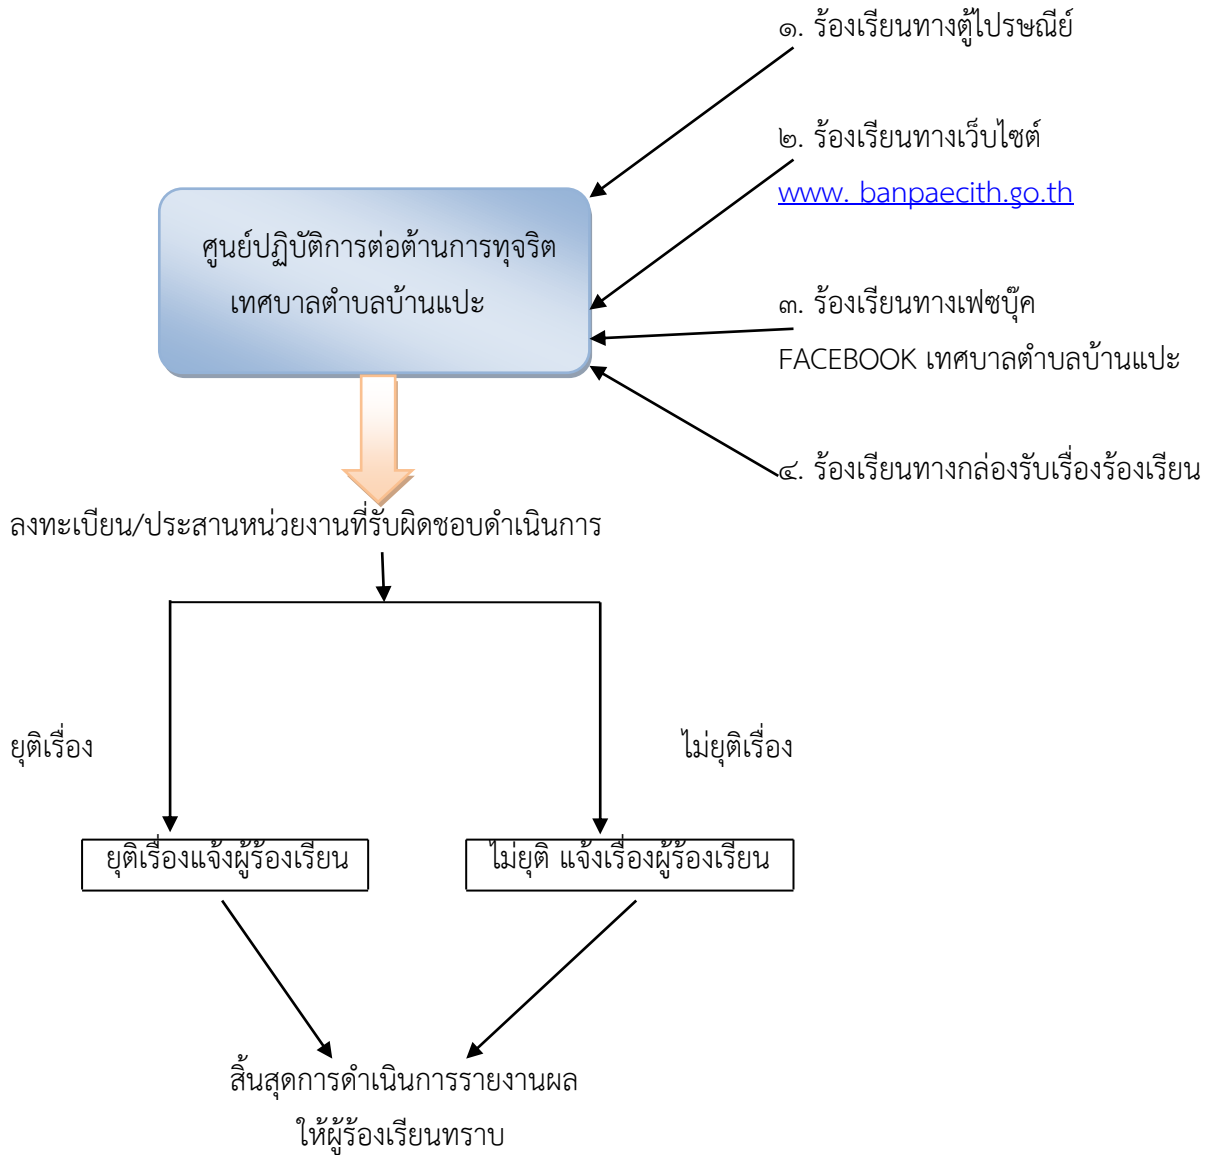 ๑. ร้องเรียนทางตู้ไปรษณีย์
๒. ร้องเรียนทางเว็บไซต์
www. banpaecith.go.th
ศูนย์ปฏิบัติการต่อต้านการทุจริต
เทศบาลตำบลบ้านแปะ
๓. ร้องเรียนทางเฟซบุ๊ค
FACEBOOK เทศบาลตำบลบ้านแปะ
๔. ร้องเรียนทางกล่องรับเรื่องร้องเรียน
ลงทะเบียน/ประสานหน่วยงานที่รับผิดชอบดำเนินการ
ยุติเรื่อง
ไม่ยุติเรื่อง
ยุติเรื่องแจ้งผู้ร้องเรียน
ไม่ยุติ แจ้งเรื่องผู้ร้องเรียน
สิ้นสุดการดำเนินการรายงานผล
ให้ผู้ร้องเรียนทราบ